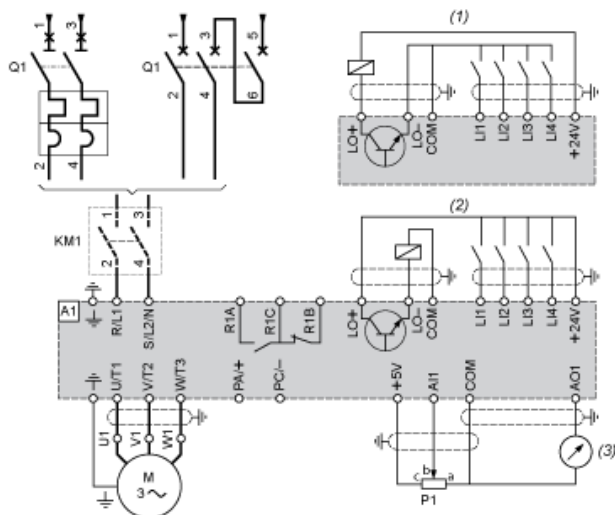 1 3
Q1
2 4
1 3 5
Q1
2 4 6
(1)
LO+ LO- COM LI1 LI2 LI3 LI4 +24V
KM1
1 3
2 4
(2)
A1
R/L1 S/L2/N R1A R1C R1B LO+ LO- COM LI1 LI2 LI3 LI4 +24V
U/T1 V/T2 W/T3 PA/+ PC/- +5V AI1 COM AO1
U1 V1 W1
M
3~
c b a
P1
(3)